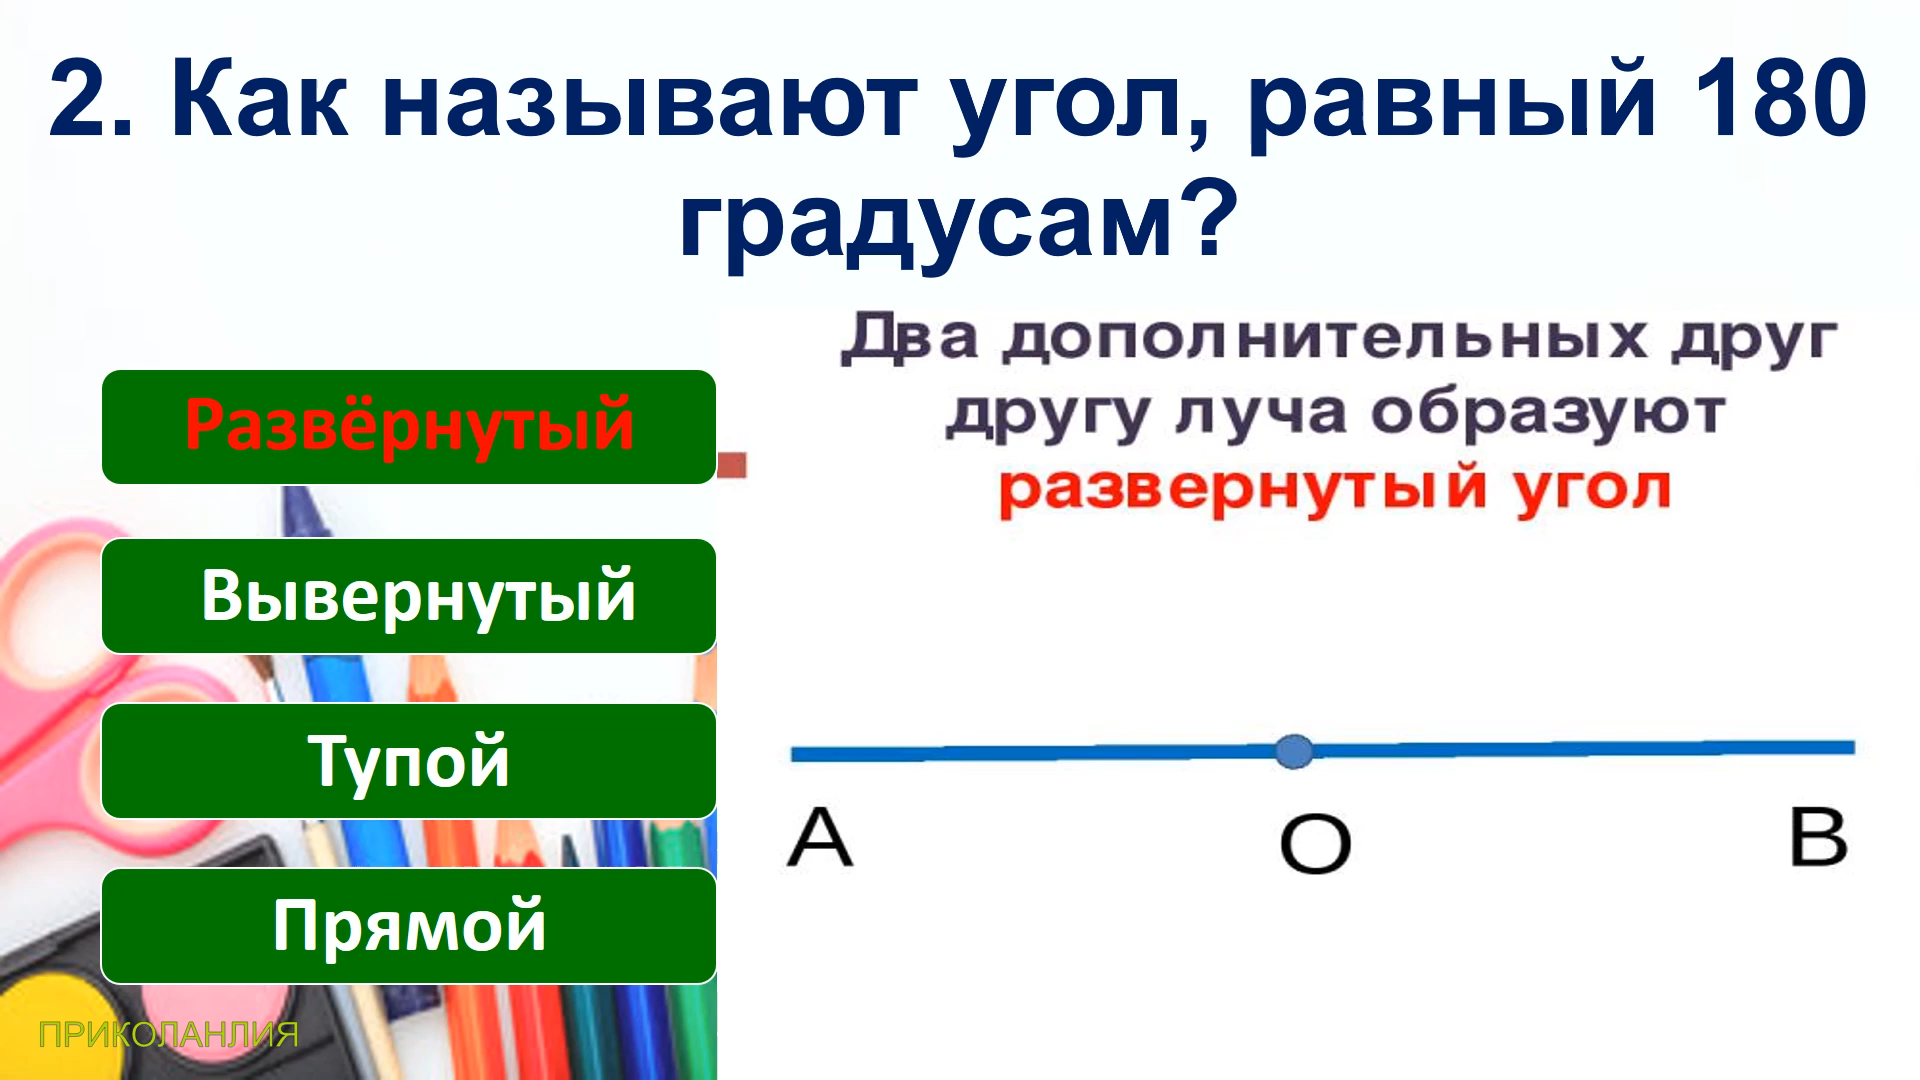 2. Как называют угол, равный 180
градусам?
Два дополнительных друг
другу луча образуют
развернутый угол
Развёрнутый
Вывернутый
Тупой
Прямой
A
O
B
ПРИКОЛАНЛИЯ